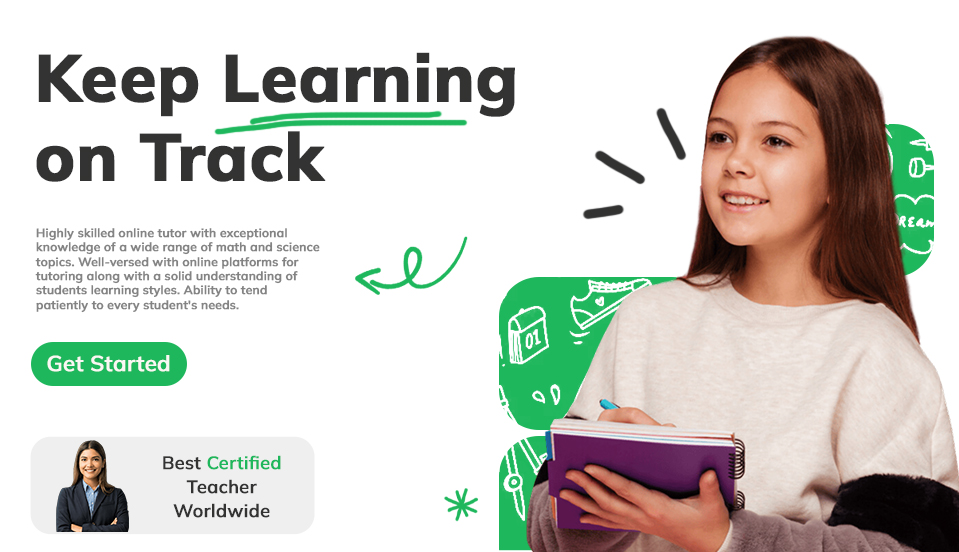 Keep Learning
on Track
Highly skilled online tutor with exceptional
knowledge of a wide range of math and science
topics. Well-versed with online platforms for
tutoring along with a solid understanding of
students learning styles. Ability to tend
patiently to every student's needs.
Get Started
Best Certified
Teacher
Worldwide
01